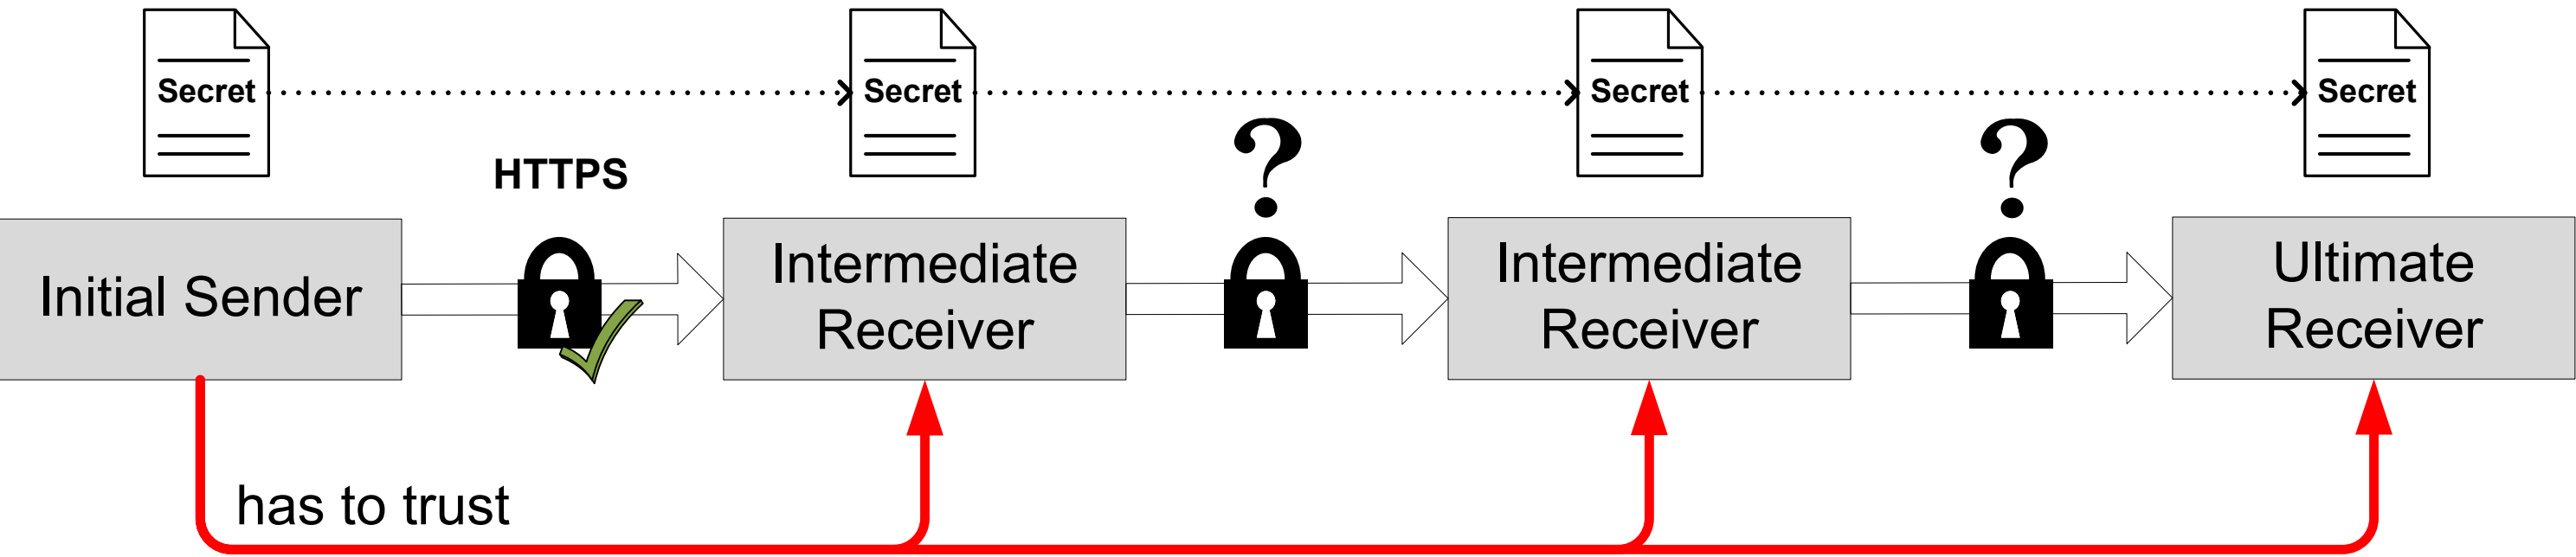 Secret
Secret
Secret
Secret
HTTPS
?
?
Initial Sender
Intermediate
Receiver
Intermediate
Receiver
Ultimate
Receiver
has to trust